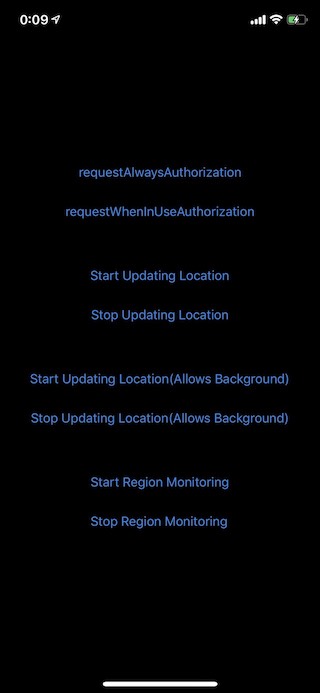 0:09
requestAlwaysAuthorization
requestWhenInUseAuthorization
Start Updating Location
Stop Updating Location
Start Updating Location(Allows Background)
Stop Updating Location(Allows Background)
Start Region Monitoring
Stop Region Monitoring